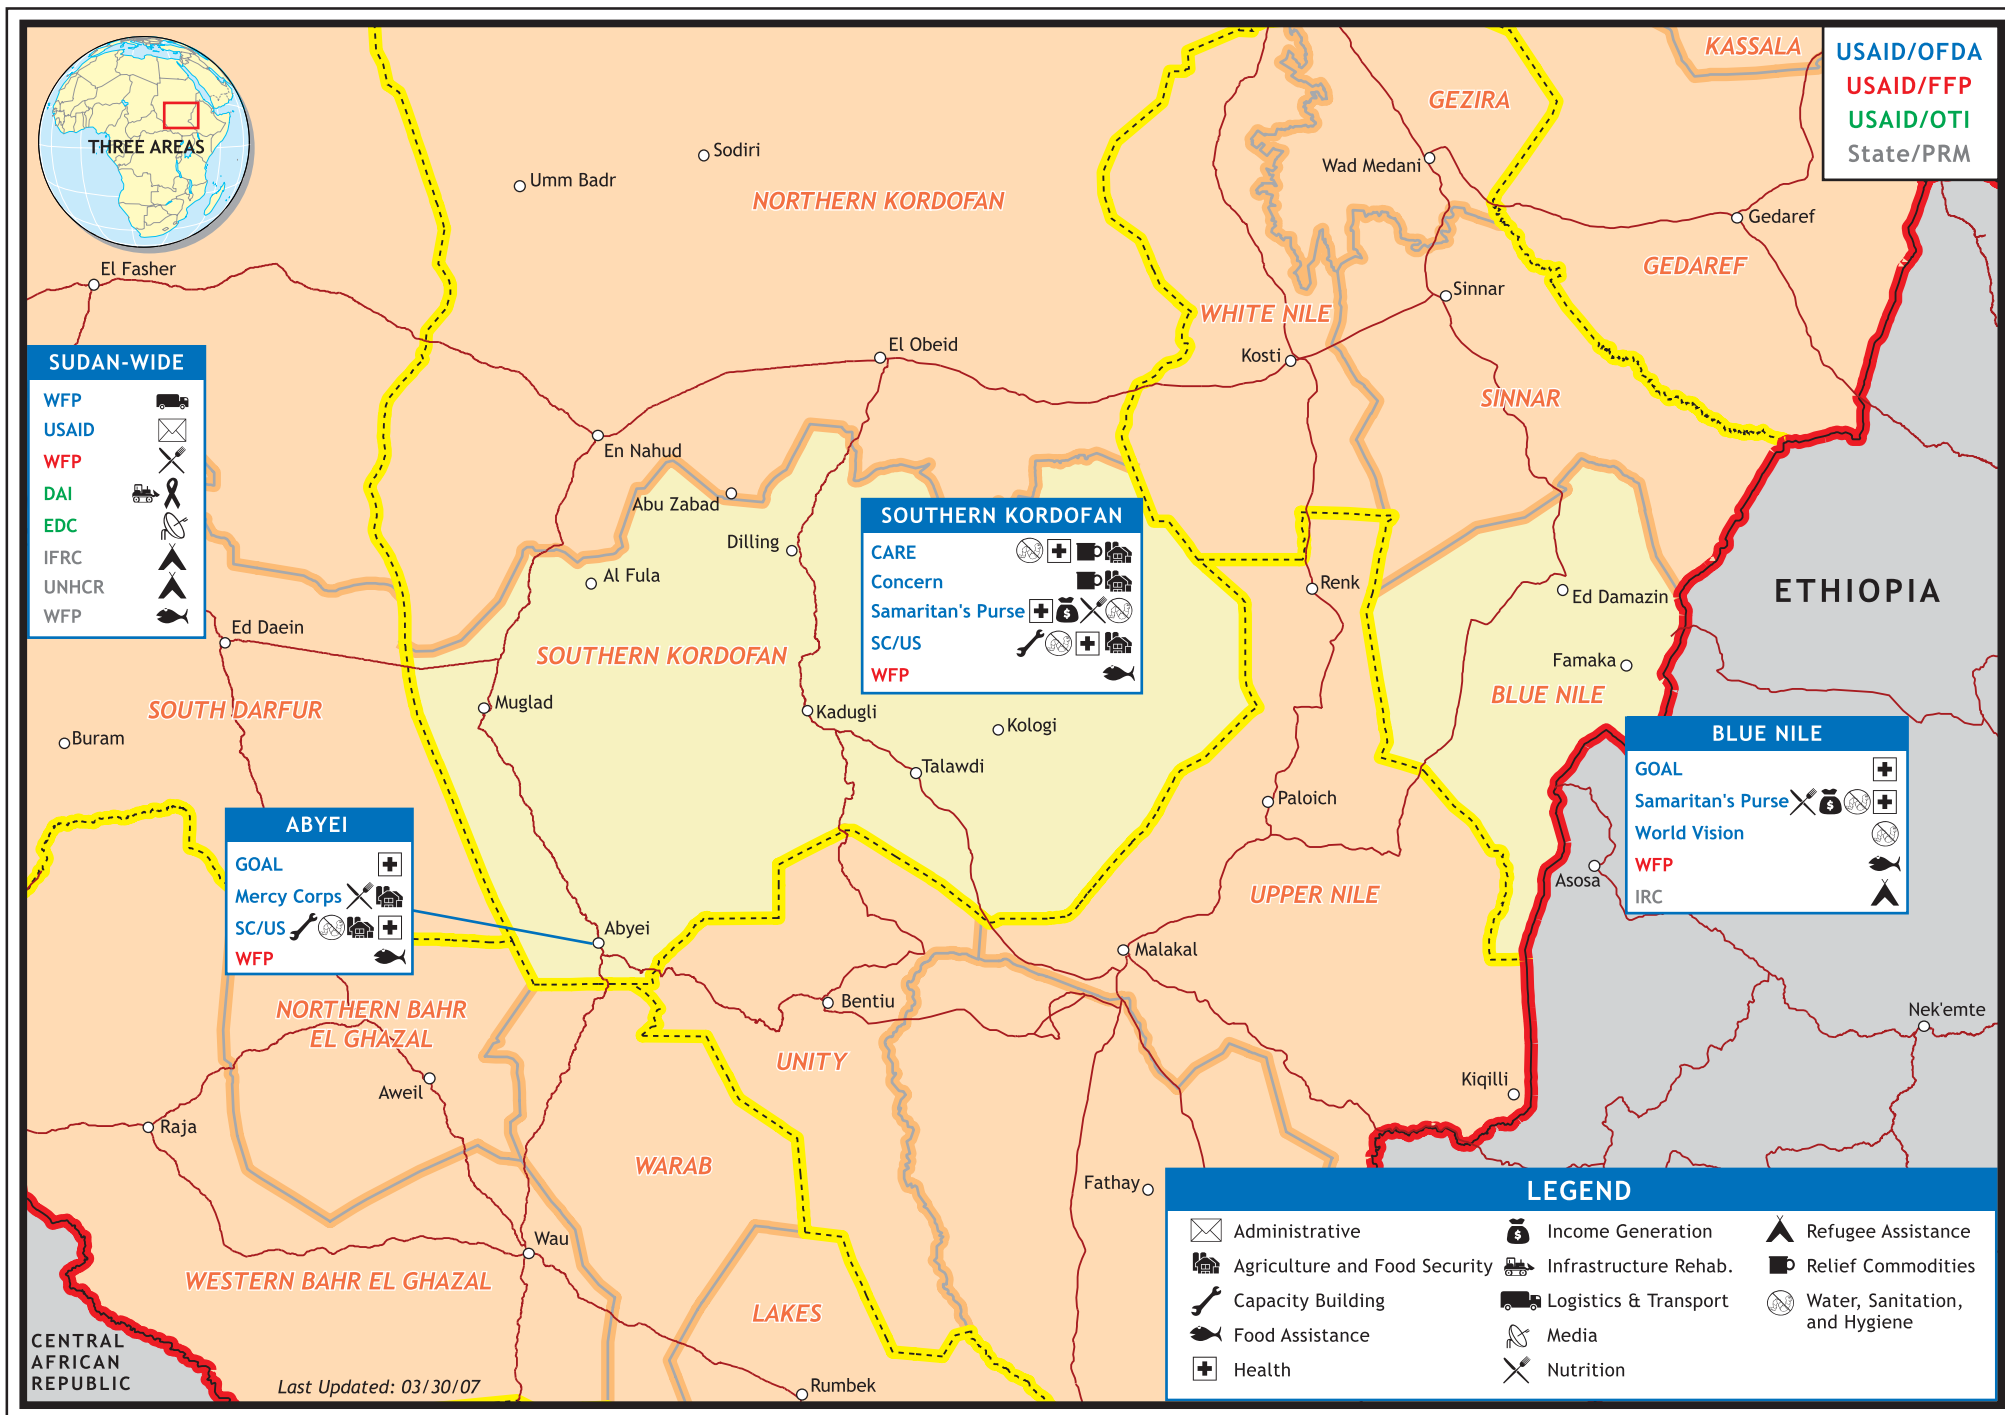 KASSALA
USAID/OFDA
USAID/FFP
USAID/OTI
State/PRM
GEZIRA
THREE AREAS
Sodiri
Umm Badr
NORTHERN KORDOFAN
Wad Medani
Gedaref
GEDAREF
El Fasher
Sinnar
WHITE NILE
El Obeid
Kosti
SINNAR
SUDAN-WIDE
WFP
USAID
WFP
DAI
EDC
IFRC
UNHCR
WFP
En Nahud
Abu Zabad
Dilling
Al Fula
SOUTHERN KORDOFAN
CARE
Concern
Samaritan's Purse
SC/US
WFP
Renk
Ed Damazin
ETHIOPIA
Ed Daein
SOUTHERN KORDOFAN
Famaka
BLUE NILE
Muglad
Kadugli
Kologi
SOUTH DARFUR
Buram
Talawdi
Paloich
BLUE NILE
GOAL
Samaritan's Purse
World Vision
WFP
IRC
ABYEI
GOAL
Mercy Corps
SC/US
WFP
Asosa
UPPER NILE
Abyei
Malakal
Bentiu
NORTHERN BAHR
EL GHAZAL
Nek'emte
UNITY
Aweil
Kiqilli
Raja
WARAB
Fathay
Wau
WESTERN BAHR EL GHAZAL
LAKES
CENTRAL
AFRICAN
REPUBLIC
Last Updated: 03/30/07
Rumbek
LEGEND
Administrative
Agriculture and Food Security
Capacity Building
Food Assistance
Health
Income Generation
Infrastructure Rehab.
Logistics & Transport
Media
Nutrition
Refugee Assistance
Relief Commodities
Water, Sanitation,
and Hygiene